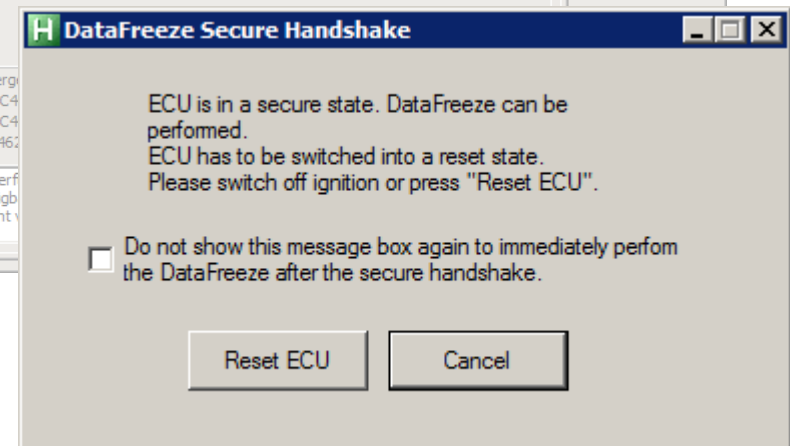 H DataFreeze Secure Handshake
ECU is in a secure state. DataFreeze can be
performed.
ECU has to be switched into a reset state.
Please switch off ignition or press "Reset ECU".
Do not show this message box again to immediately perfom
the DataFreeze after the secure handshake.
Reset ECU
Cancel